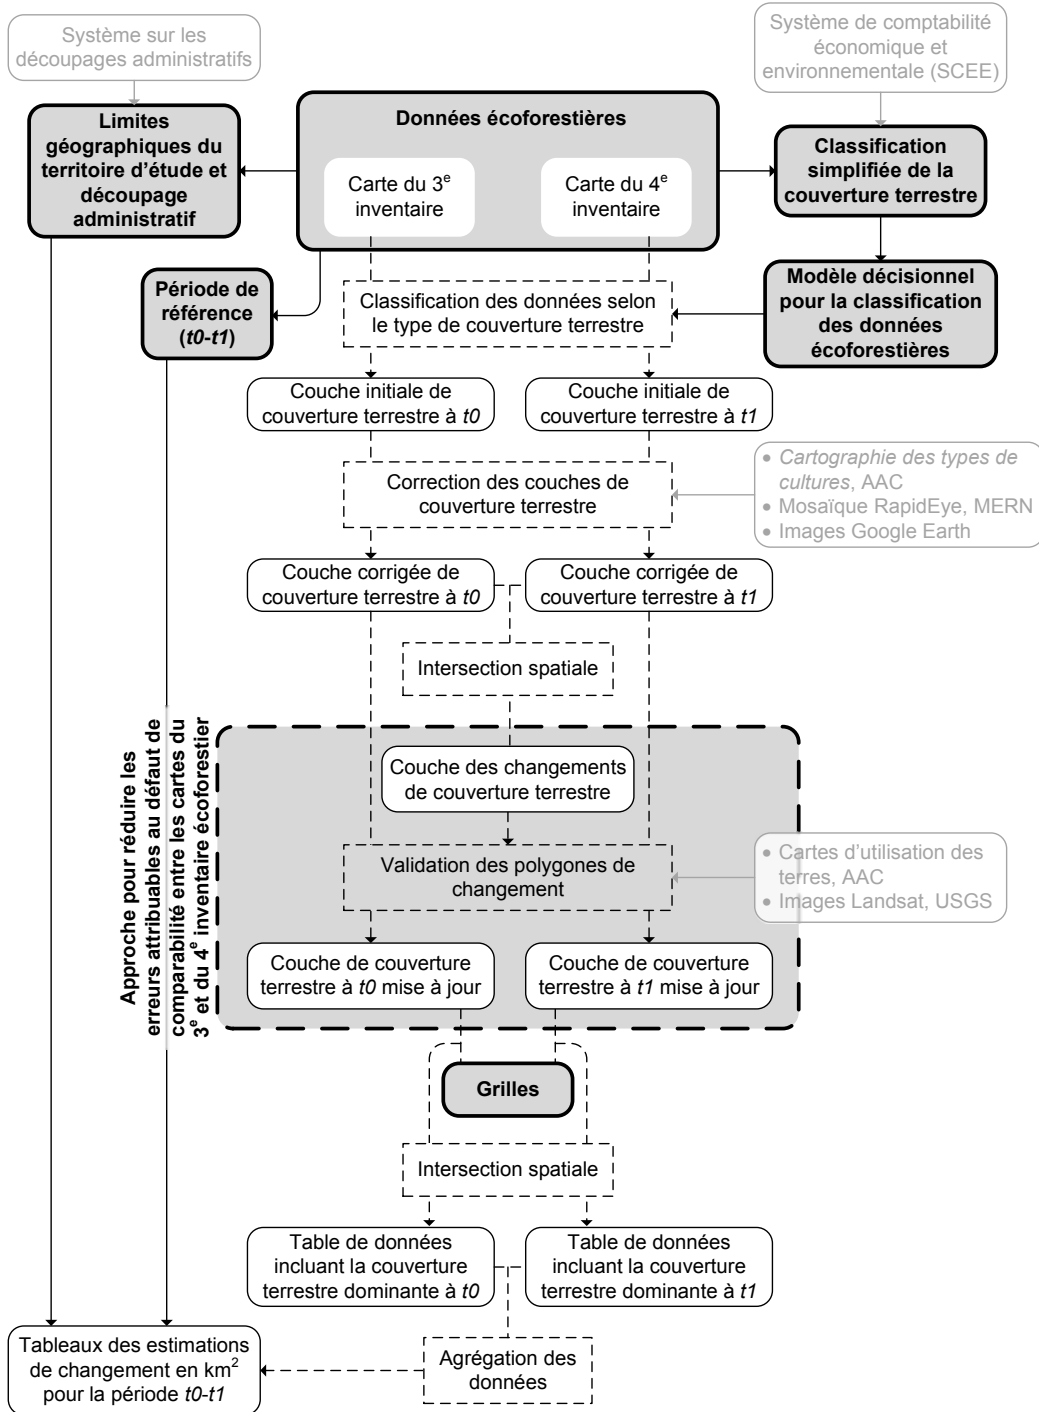 Système sur les
découpages administratifs
Système de comptabilité
économique et
environnementale (SCEE)
Limites
géographiques du
territoire d'étude et
découpage
administratif
Données écoforestières
Carte du 3e
inventaire
Carte du 4e
inventaire
Classification
simplifiée de la
couverture terrestre
Période de
référence
(t0-t1)
Classification des données selon
le type de couverture terrestre
Modèle décisionnel
pour la classification
des données
écoforestières
Couche initiale de
couverture terrestre à t0
Couche initiale de
couverture terrestre à t1
Correction des couches de
couverture terrestre
• Cartographie des types de
cultures, AAC
• Mosaïque RapidEye, MERN
• Images Google Earth
Couche corrigée de
couverture terrestre à t0
Couche corrigée de
couverture terrestre à t1
Intersection spatiale
Approche pour réduire les
erreurs attribuables au défaut de
comparabilité entre les cartes du
3e et du 4e inventaire écoforestier
Couche des changements
de couverture terrestre
Validation des polygones de
changement
• Cartes d'utilisation des
terres, AAC
• Images Landsat, USGS
Couche de couverture
terrestre à t0 mise à jour
Couche de couverture
terrestre à t1 mise à jour
Grilles
Intersection spatiale
Table de données
incluant la couverture
terrestre dominante à t0
Table de données
incluant la couverture
terrestre dominante à t1
Tableaux des estimations
de changement en km2
pour la période t0-t1
Agrégation des
données